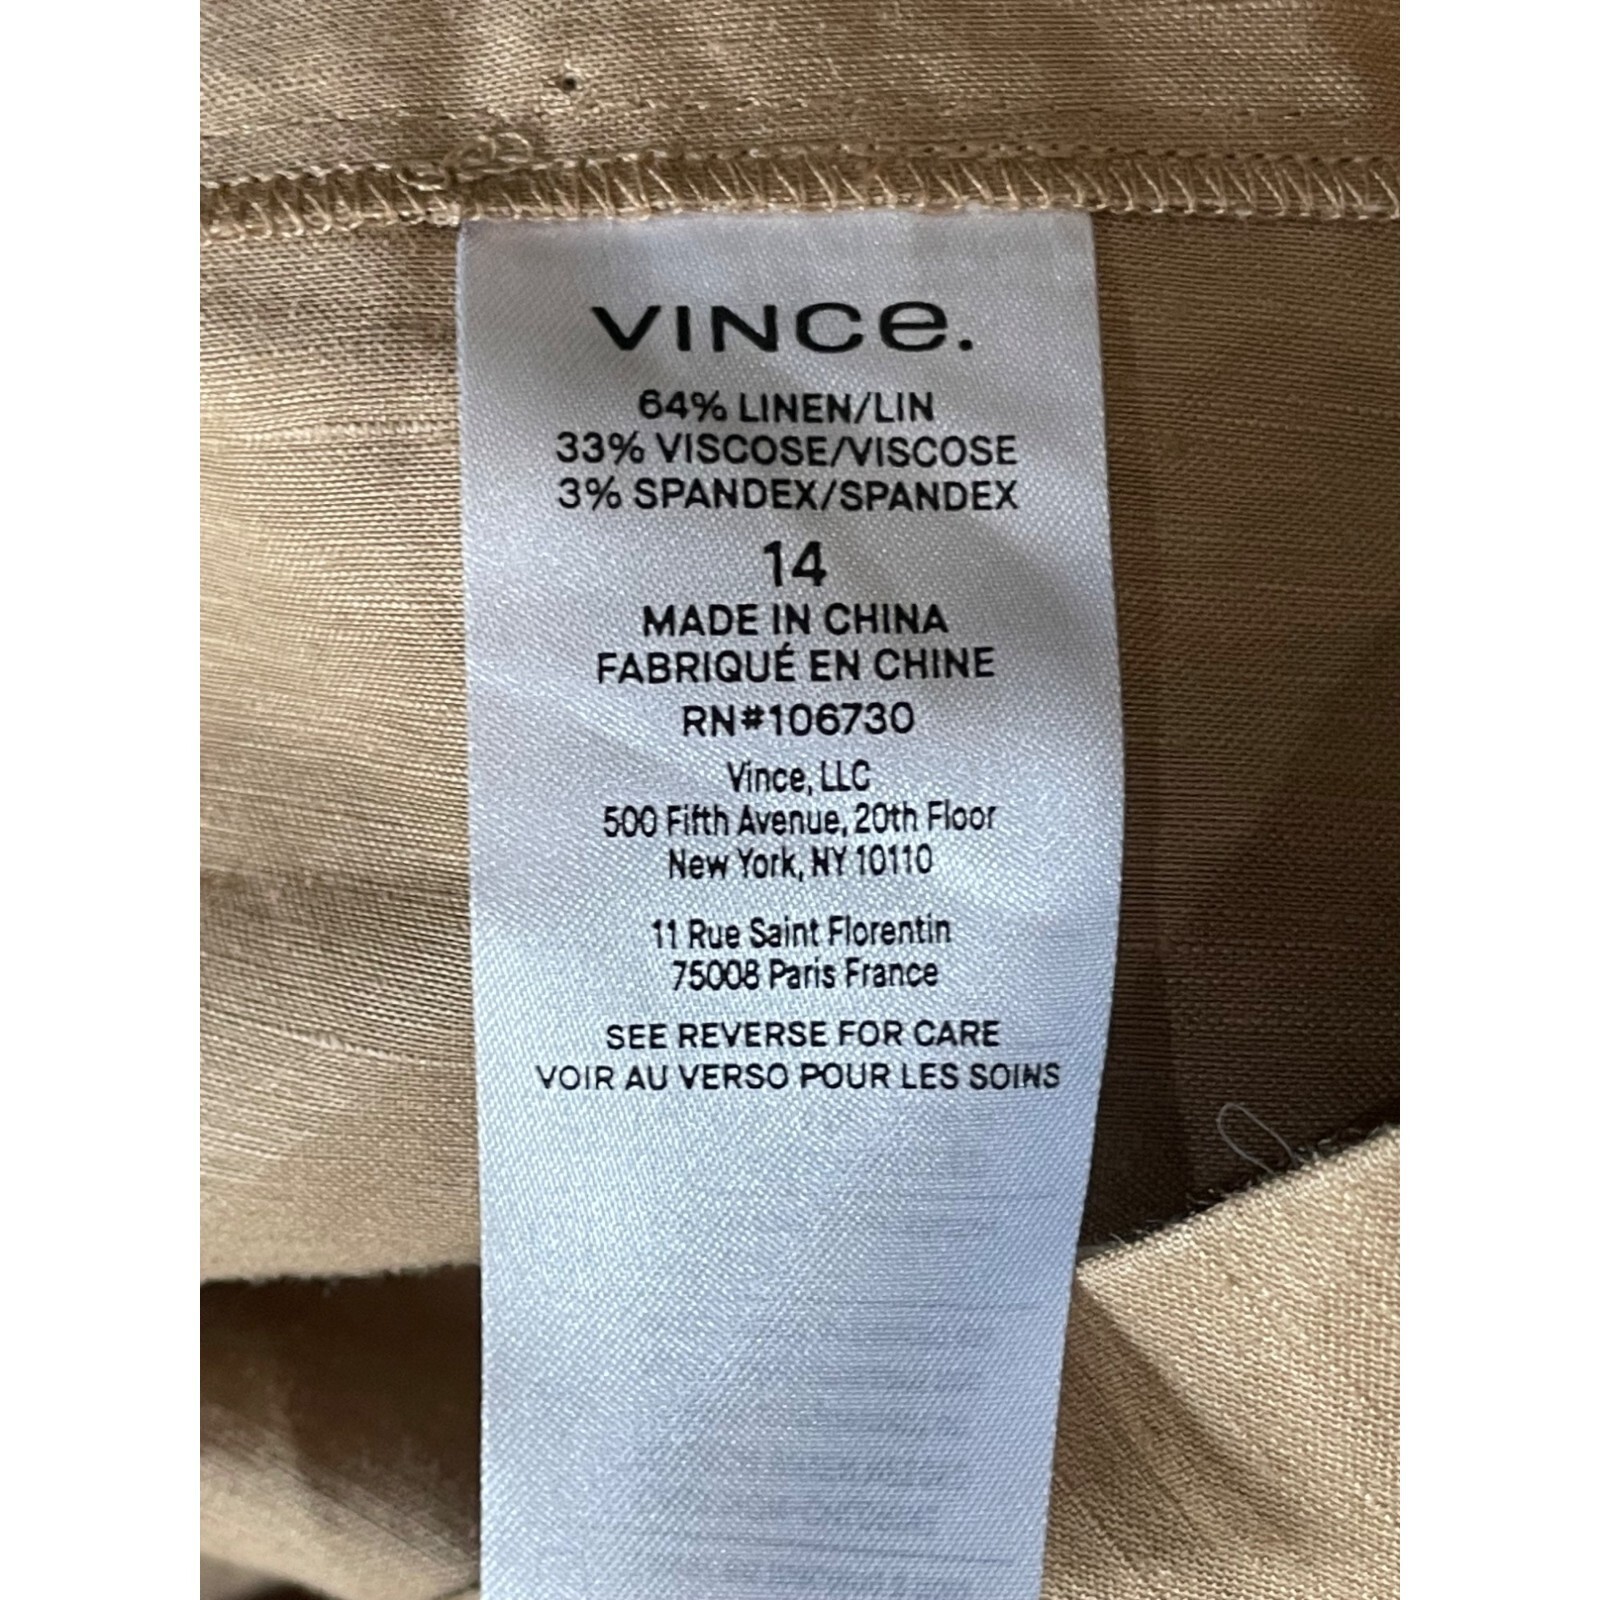 VINCe.
64% LINEN/LIN
33% VISCOSE/VISCOSE
3% SPANDEX/SPANDEX
14
MADE IN CHINA
FABRIQUÉ EN CHINE
RN#106730
Vince, LLC
500 Fifth Avenue, 20th Floor
New York, NY 10110
11 Rue Saint Florentin
75008 Paris France
SEE REVERSE FOR CARE
VOIR AU VERSO POUR LES SOINS